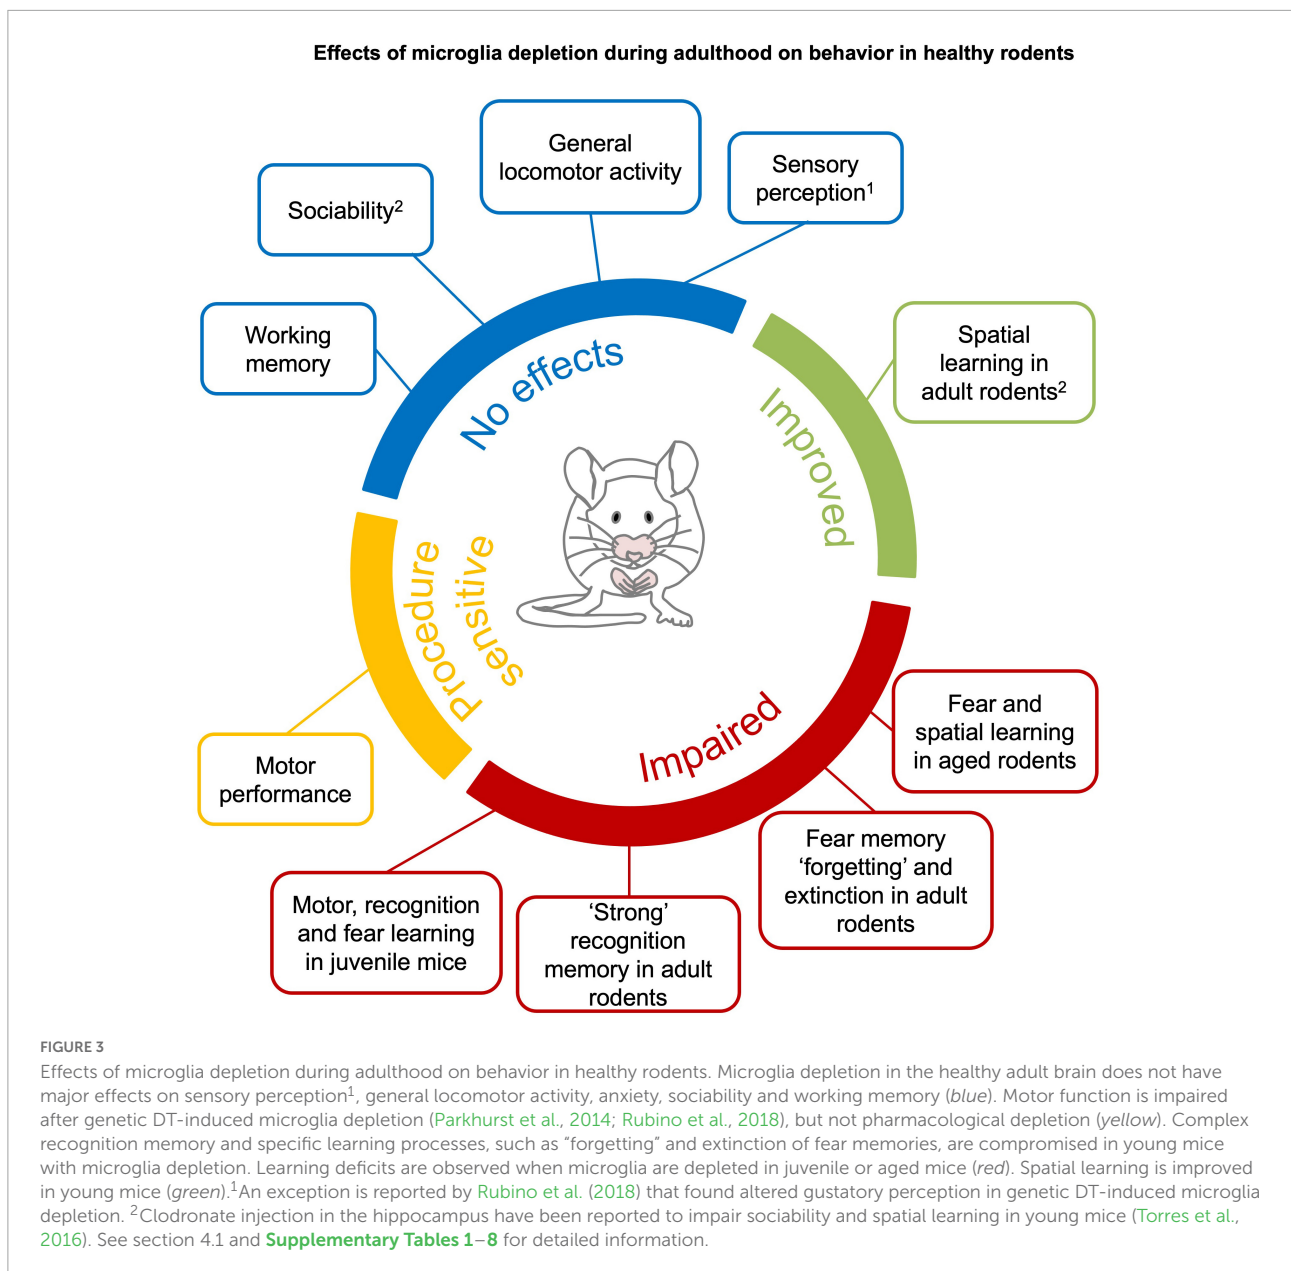 Effects of microglia depletion during adulthood on behavior in healthy rodents
General
locomotor activity
Sensory
perception¹
Sociability²
Working
memory
Spatial
learning in
adult rodents²
No effects
Improved
Procedure
sensitive
Impaired
Motor
performance
Fear and
spatial learning
in aged rodents
Fear memory
‘forgetting’ and
extinction in adult
rodents
‘Strong’
recognition
memory in adult
rodents
Motor, recognition
and fear learning
in juvenile mice
FIGURE 3
Effects of microglia depletion during adulthood on behavior in healthy rodents. Microglia depletion in the healthy adult brain does not have
major effects on sensory perception¹, general locomotor activity, anxiety, sociability and working memory (blue). Motor function is impaired
after genetic DT-induced microglia depletion (Parkhurst et al., 2014; Rubino et al., 2018), but not pharmacological depletion (yellow). Complex
recognition memory and specific learning processes, such as “forgetting” and extinction of fear memories, are compromised in young mice
with microglia depletion. Learning deficits are observed when microglia are depleted in juvenile or aged mice (red). Spatial learning is improved
in young mice (green).¹An exception is reported by Rubino et al. (2018) that found altered gustatory perception in genetic DT-induced microglia
depletion. ²Clodronate injection in the hippocampus have been reported to impair sociability and spatial learning in young mice (Torres et al.,
2016). See section 4.1 and Supplementary Tables 1–8 for detailed information.